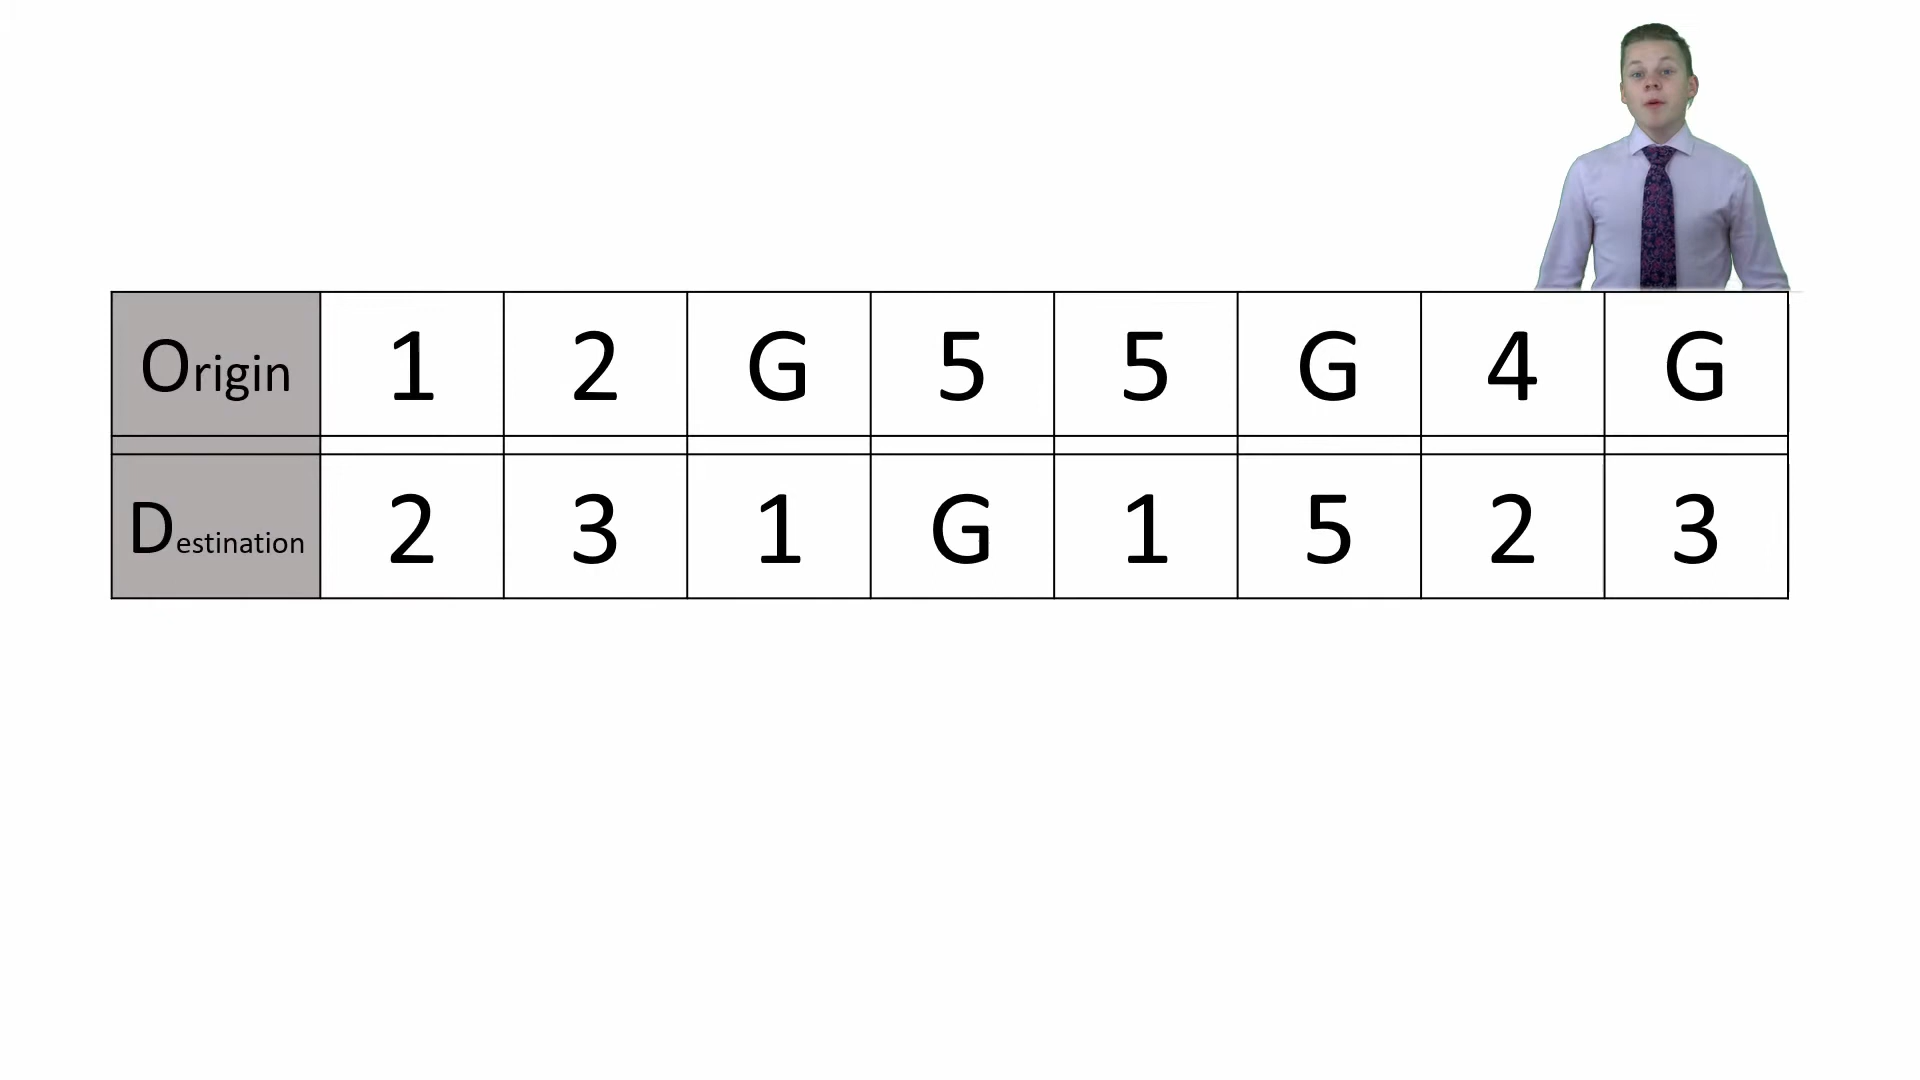 Origin 1 2 G 5 5 G 4 G
Destination 2 3 1 G 1 5 2 3